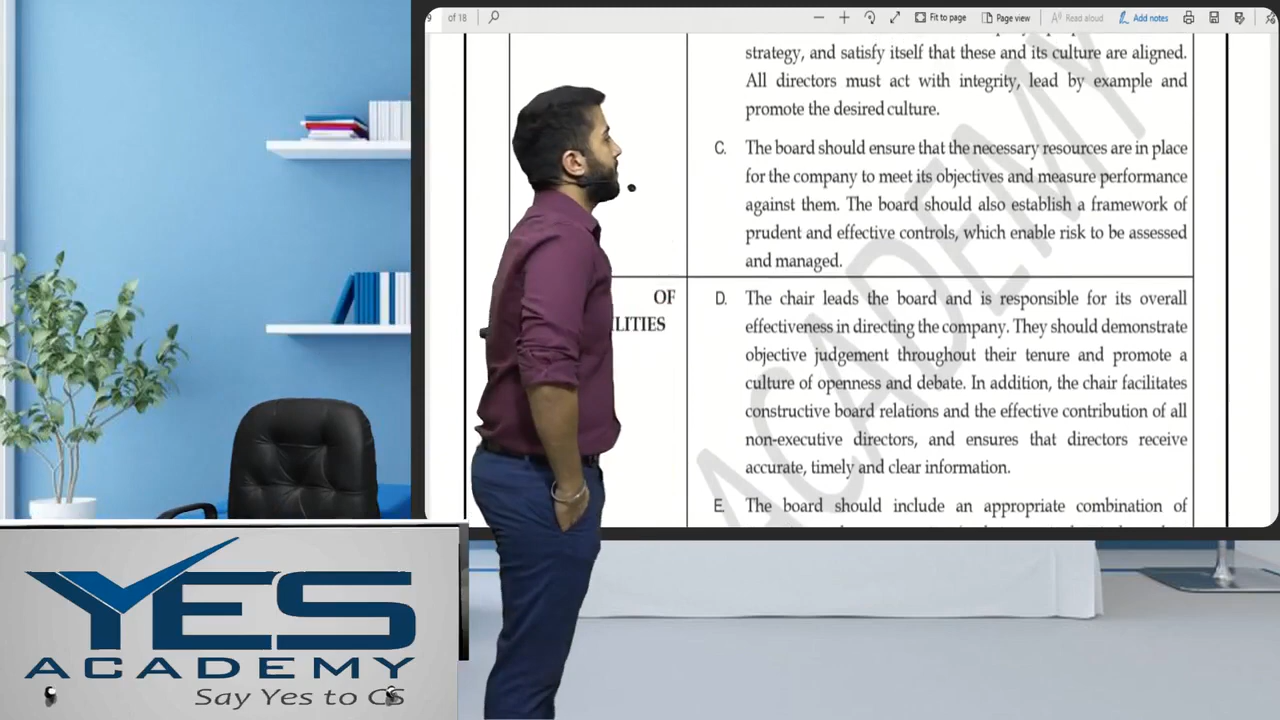 9 of 18 Fit to page Page view Read aloud Add notes
strategy, and satisfy itself that these and its culture are aligned.
All directors must act with integrity, lead by example and
promote the desired culture.
C. The board should ensure that the necessary resources are in place
for the company to meet its objectives and measure performance
against them. The board should also establish a framework of
prudent and effective controls, which enable risk to be assessed
and managed.
OF
LITIES
D. The chair leads the board and is responsible for its overall
effectiveness in directing the company. They should demonstrate
objective judgement throughout their tenure and promote a
culture of openness and debate. In addition, the chair facilitates
constructive board relations and the effective contribution of all
non-executive directors, and ensures that directors receive
accurate, timely and clear information.
E. The board should include an appropriate combination of
ACADEMY
ACADEMY
YES
ACADEMY
Say Yes to CS